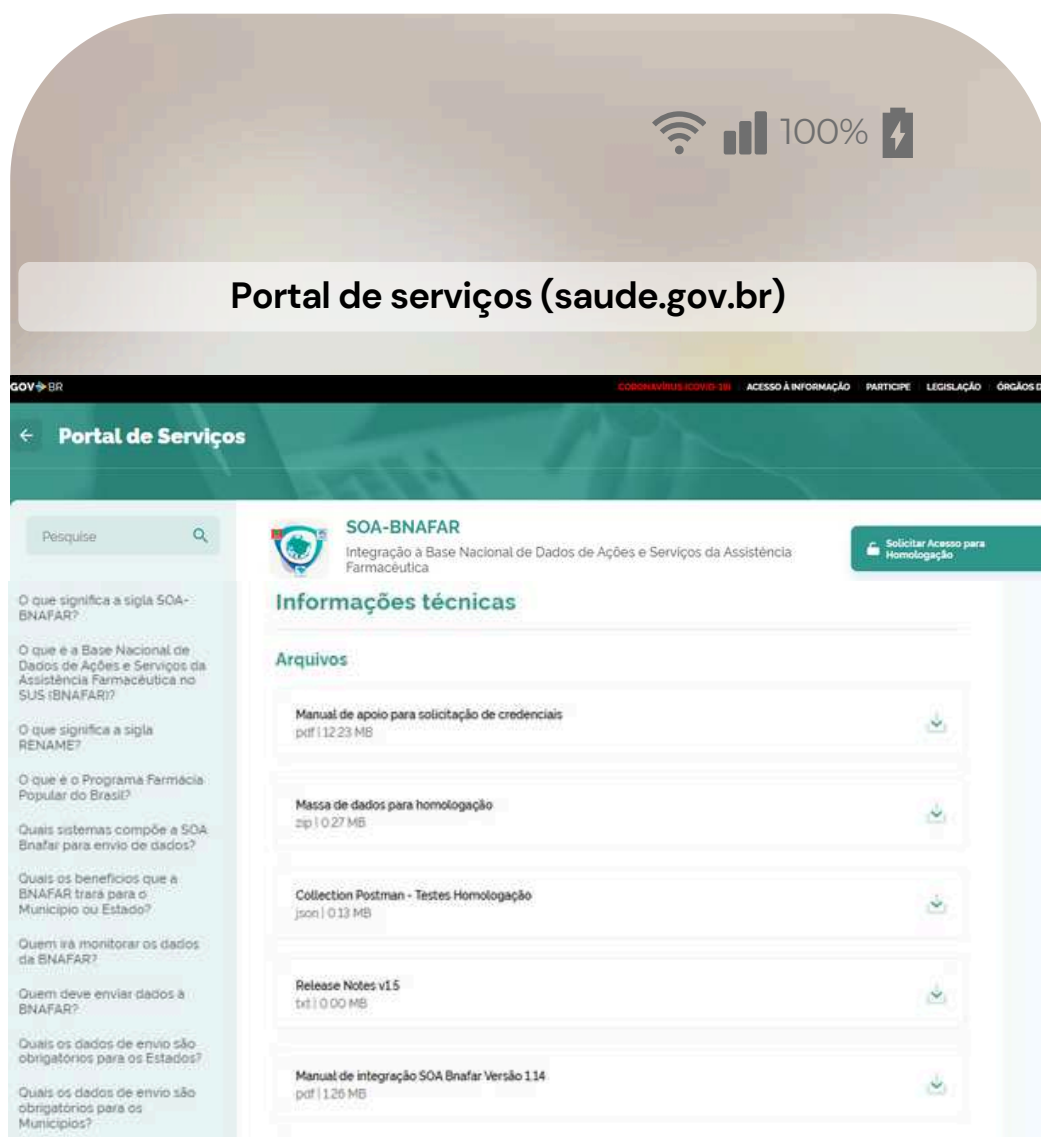 100%
Portal de serviços (saude.gov.br)
GOV BR
CORONAVÍRUS (COVID-19) ACESSO À INFORMAÇÃO PARTICIPE LEGISLAÇÃO ÓRGÃOS D
Portal de Serviços
Pesquise
SOA-BNAFAR
Integração à Base Nacional de Dados de Ações e Serviços da Assistência
Farmacêutica
Solicitar Acesso para
Homologação
O que significa a sigla SOA-
BNAFAR?
O que é a Base Nacional de
Dados de Ações e Serviços da
Assistência Farmacêutica no
SUS (BNAFAR)?
O que significa a sigla
RENAME?
O que é o Programa Farmácia
Popular do Brasil?
Quais sistemas compõe a SOA
Bnafar para envio de dados?
Quais os benefícios que a
BNAFAR trará para o
Município ou Estado?
Quem irá monitorar os dados
da BNAFAR?
Quem deve enviar dados à
BNAFAR?
Quais os dados de envio são
obrigatórios para os Estados?
Quais os dados de envio são
obrigatórios para os
Municípios?
Informações técnicas
Arquivos
Manual de apoio para solicitação de credenciais
pdf | 12.23 MB
Massa de dados para homologação
zip | 0.27 MB
Collection Postman - Testes Homologação
json | 0.13 MB
Release Notes v1.5
txt | 0.00 MB
Manual de integração SOA Bnafar Versão 1.14
pdf | 1.26 MB